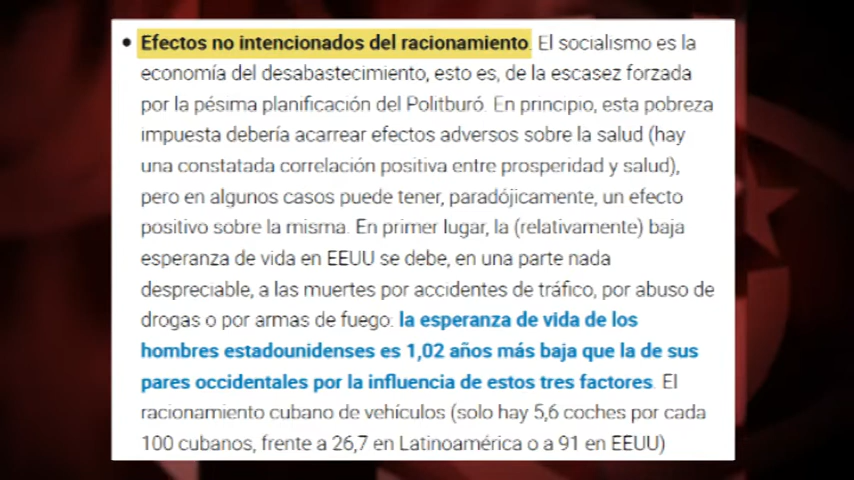 • Efectos no intencionados del racionamiento. El socialismo es la
economía del desabastecimiento, esto es, de la escasez forzada
por la pésima planificación del Politburó. En principio, esta pobreza
impuesta debería acarrear efectos adversos sobre la salud (hay
una constatada correlación positiva entre prosperidad y salud),
pero en algunos casos puede tener, paradójicamente, un efecto
positivo sobre la misma. En primer lugar, la (relativamente) baja
esperanza de vida en EEUU se debe, en una parte nada
despreciable, a las muertes por accidentes de tráfico, por abuso de
drogas o por armas de fuego: la esperanza de vida de los
hombres estadounidenses es 1,02 años más baja que la de sus
pares occidentales por la influencia de estos tres factores. El
racionamiento cubano de vehículos (solo hay 5,6 coches por cada
100 cubanos, frente a 26,7 en Latinoamérica o a 91 en EEUU)